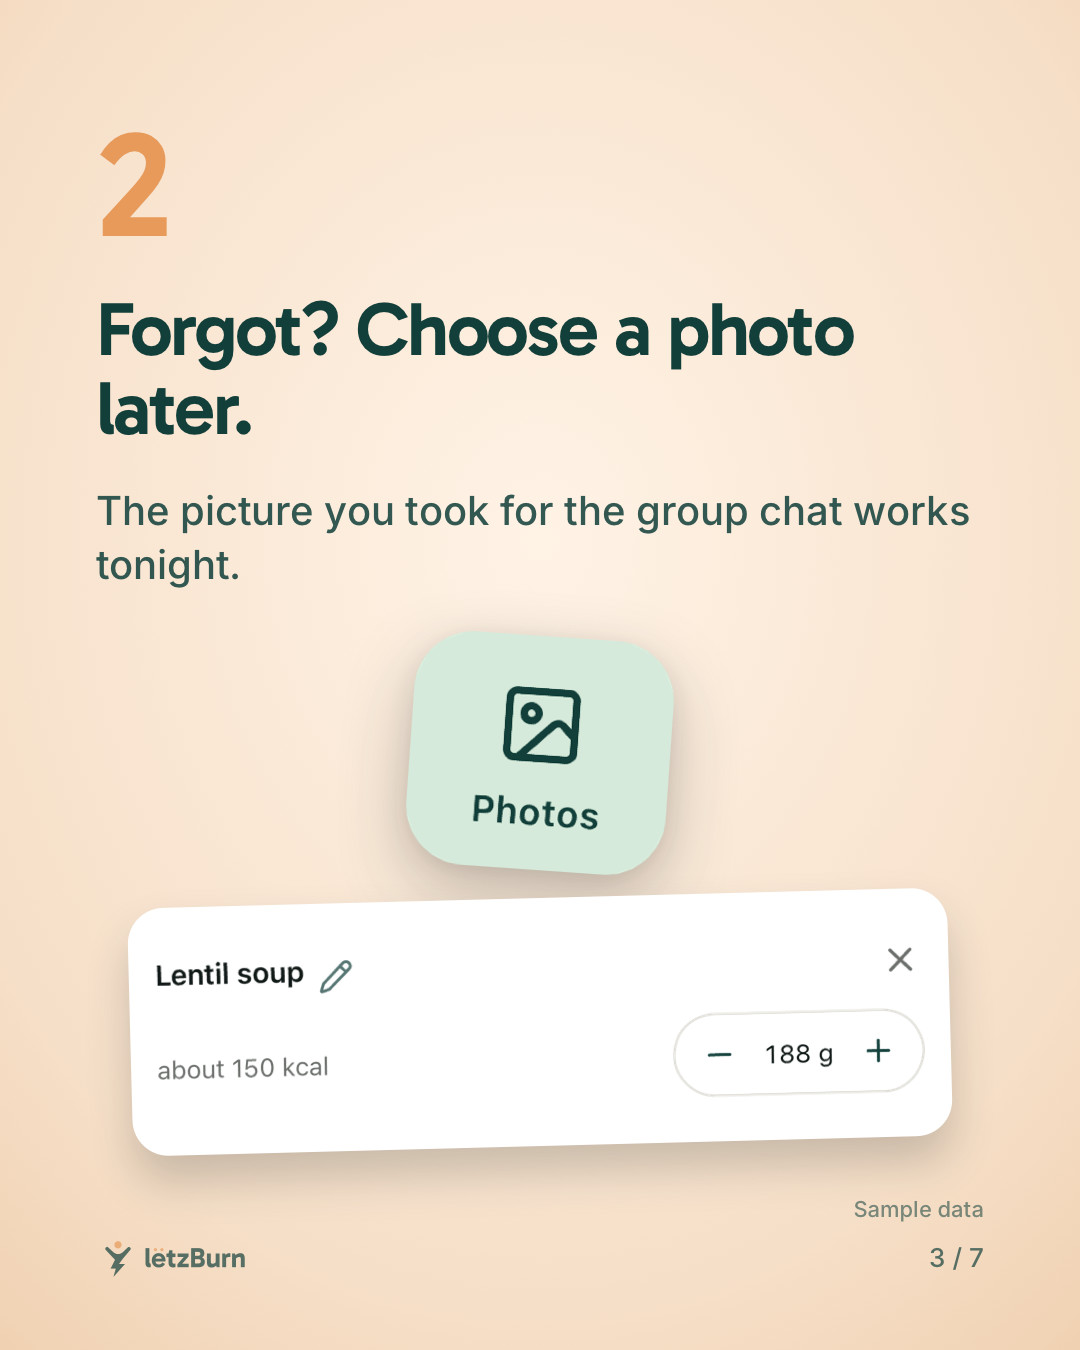 2
Forgot? Choose a photo
later.
The picture you took for the group chat works
tonight.
Photos
Lentil soup
about 150 kcal
188 g
Sample data
lëtzBurn
3 / 7